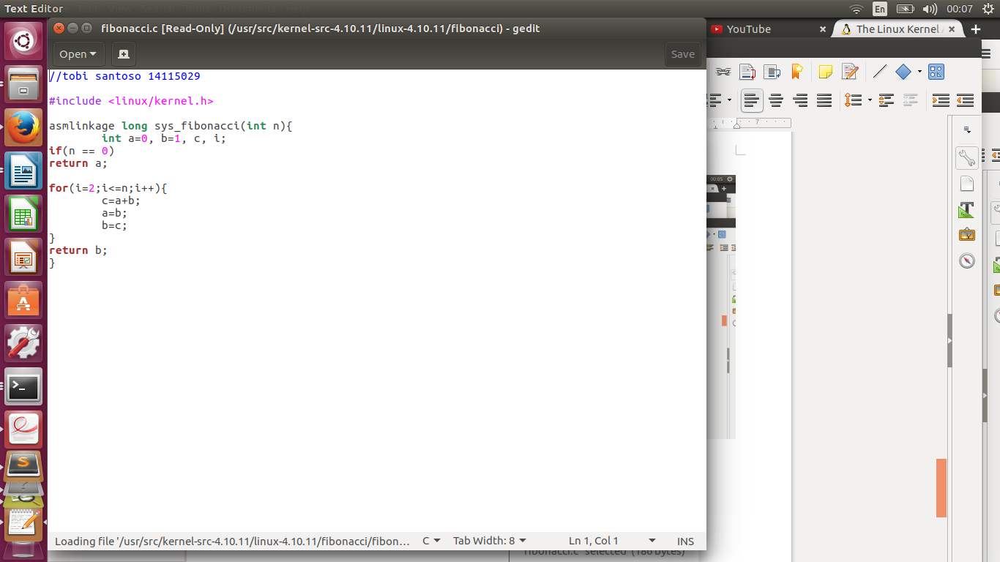 Text Editor
En
00:07
fibonacci.c [Read-Only] (/usr/src/kernel-src-4.10.11/linux-4.10.11/fibonacci) - gedit
YouTube
The Linux Kernel
Open
Save
//tobi santoso 14115029
#include <linux/kernel.h>
asmlinkage long sys_fibonacci(int n){
int a=0, b=1, c, i;
if(n == 0)
return a;
for(i=2;i<=n;i++){
c=a+b;
a=b;
b=c;
}
return b;
}
7
00:05
Loading file '/usr/src/kernel-src-4.10.11/linux-4.10.11/fibonacci/fibon…
C
Tab Width: 8
Ln 1, Col 1
INS
"fibonacci.c" selected (186 bytes)